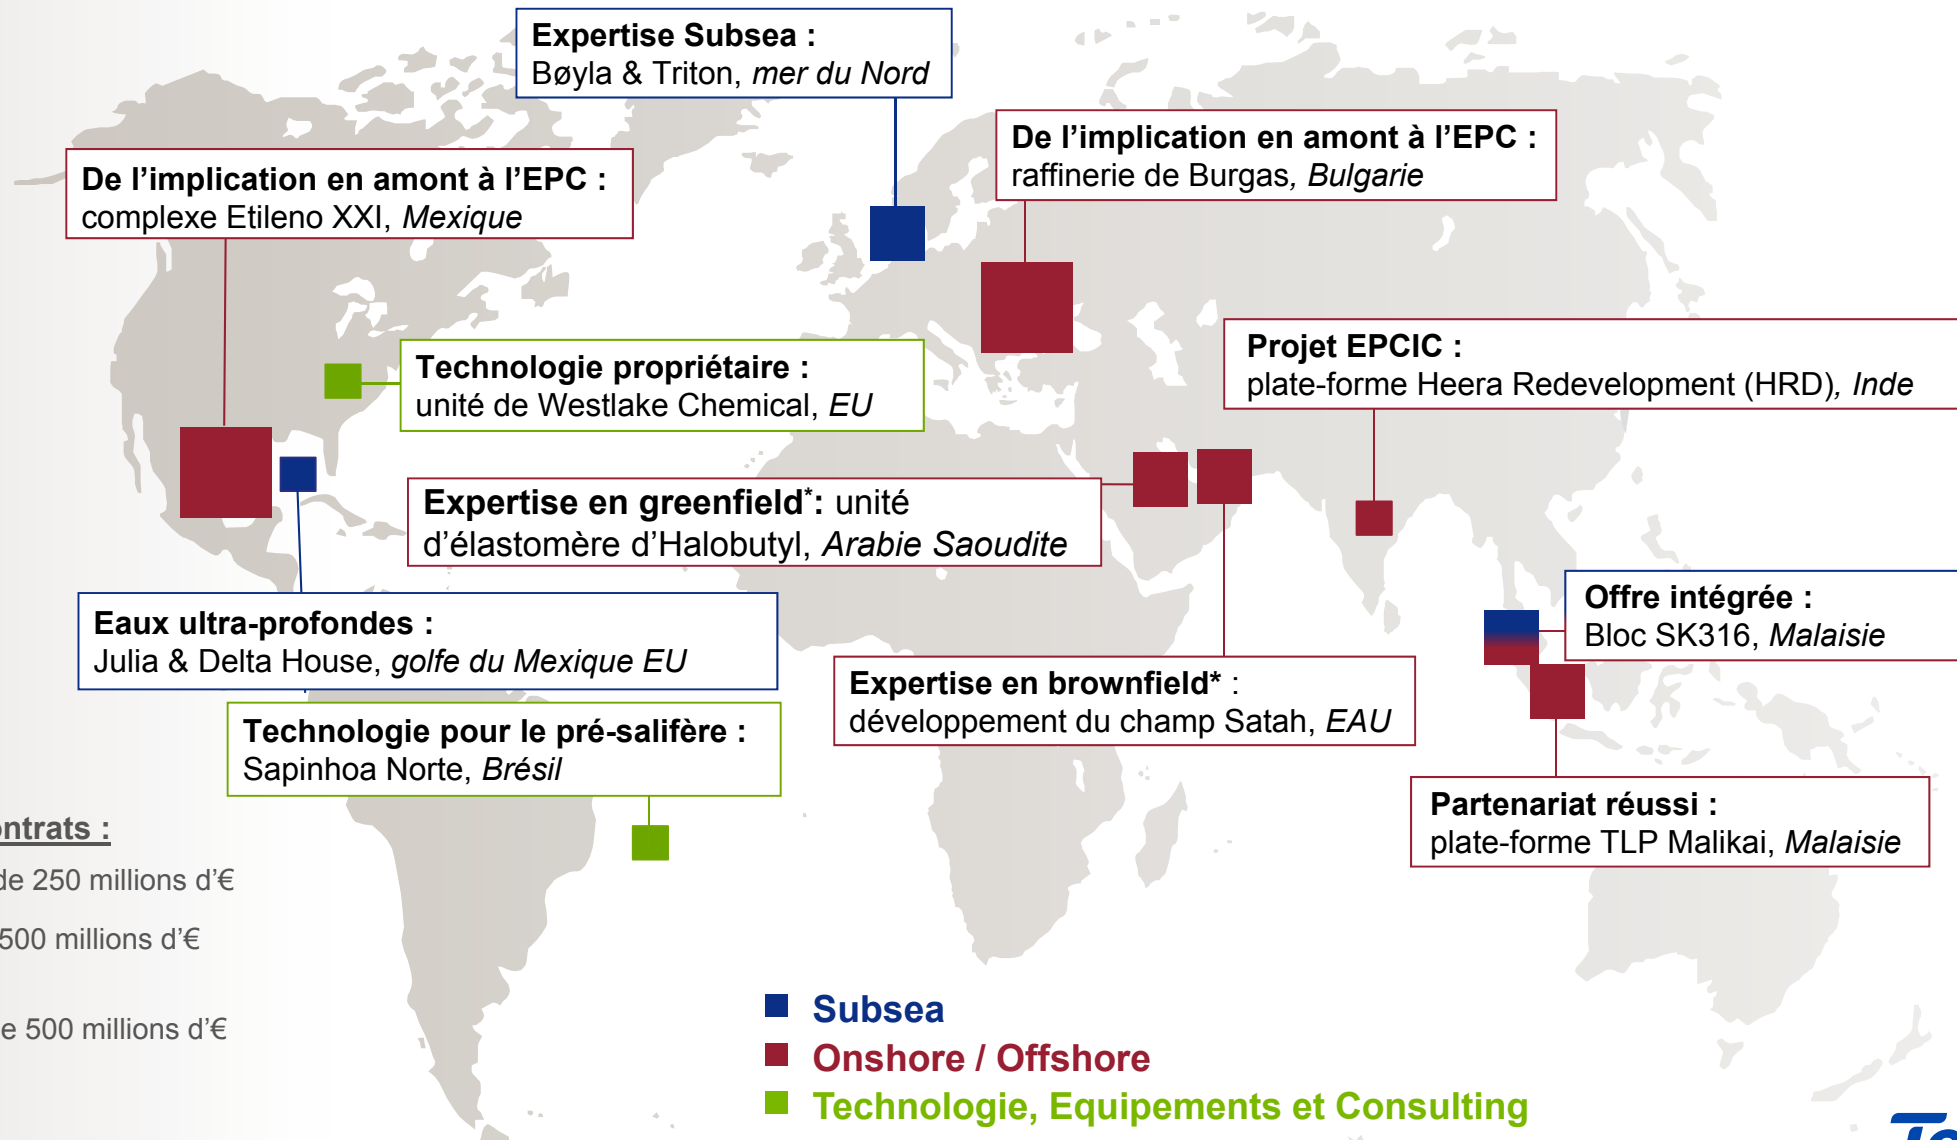 Expertise Subsea :
Bøyla & Triton, mer du Nord
De l’implication en amont à l’EPC :
raffinerie de Burgas, Bulgarie
De l’implication en amont à l’EPC :
complexe Etileno XXI, Mexique
Projet EPCIC :
plate-forme Heera Redevelopment (HRD), Inde
Technologie propriétaire :
unité de Westlake Chemical, EU
Expertise en greenfield*: unité
d’élastomère d’Halobutyl, Arabie Saoudite
Offre intégrée :
Bloc SK316, Malaisie
Eaux ultra-profondes :
Julia & Delta House, golfe du Mexique EU
Expertise en brownfield* :
développement du champ Satah, EAU
Technologie pour le pré-salifère :
Sapinhoa Norte, Brésil
Partenariat réussi :
plate-forme TLP Malikai, Malaisie
:
de 250 millions d’€
500 millions d’€
500 millions d’€
Subsea
Onshore / Offshore
Technologie, Equipements et Consulting